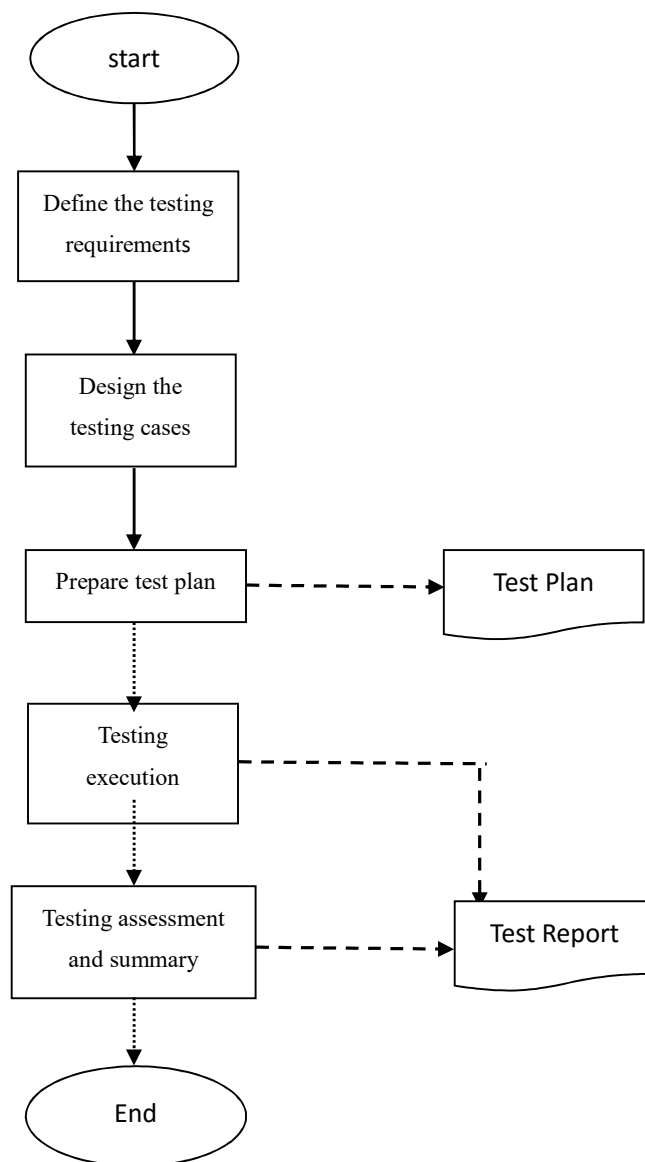 start
Define the testing
requirements
Design the
testing cases
Prepare test plan
Test Plan
Testing
execution
Testing assessment
and summary
Test Report
End